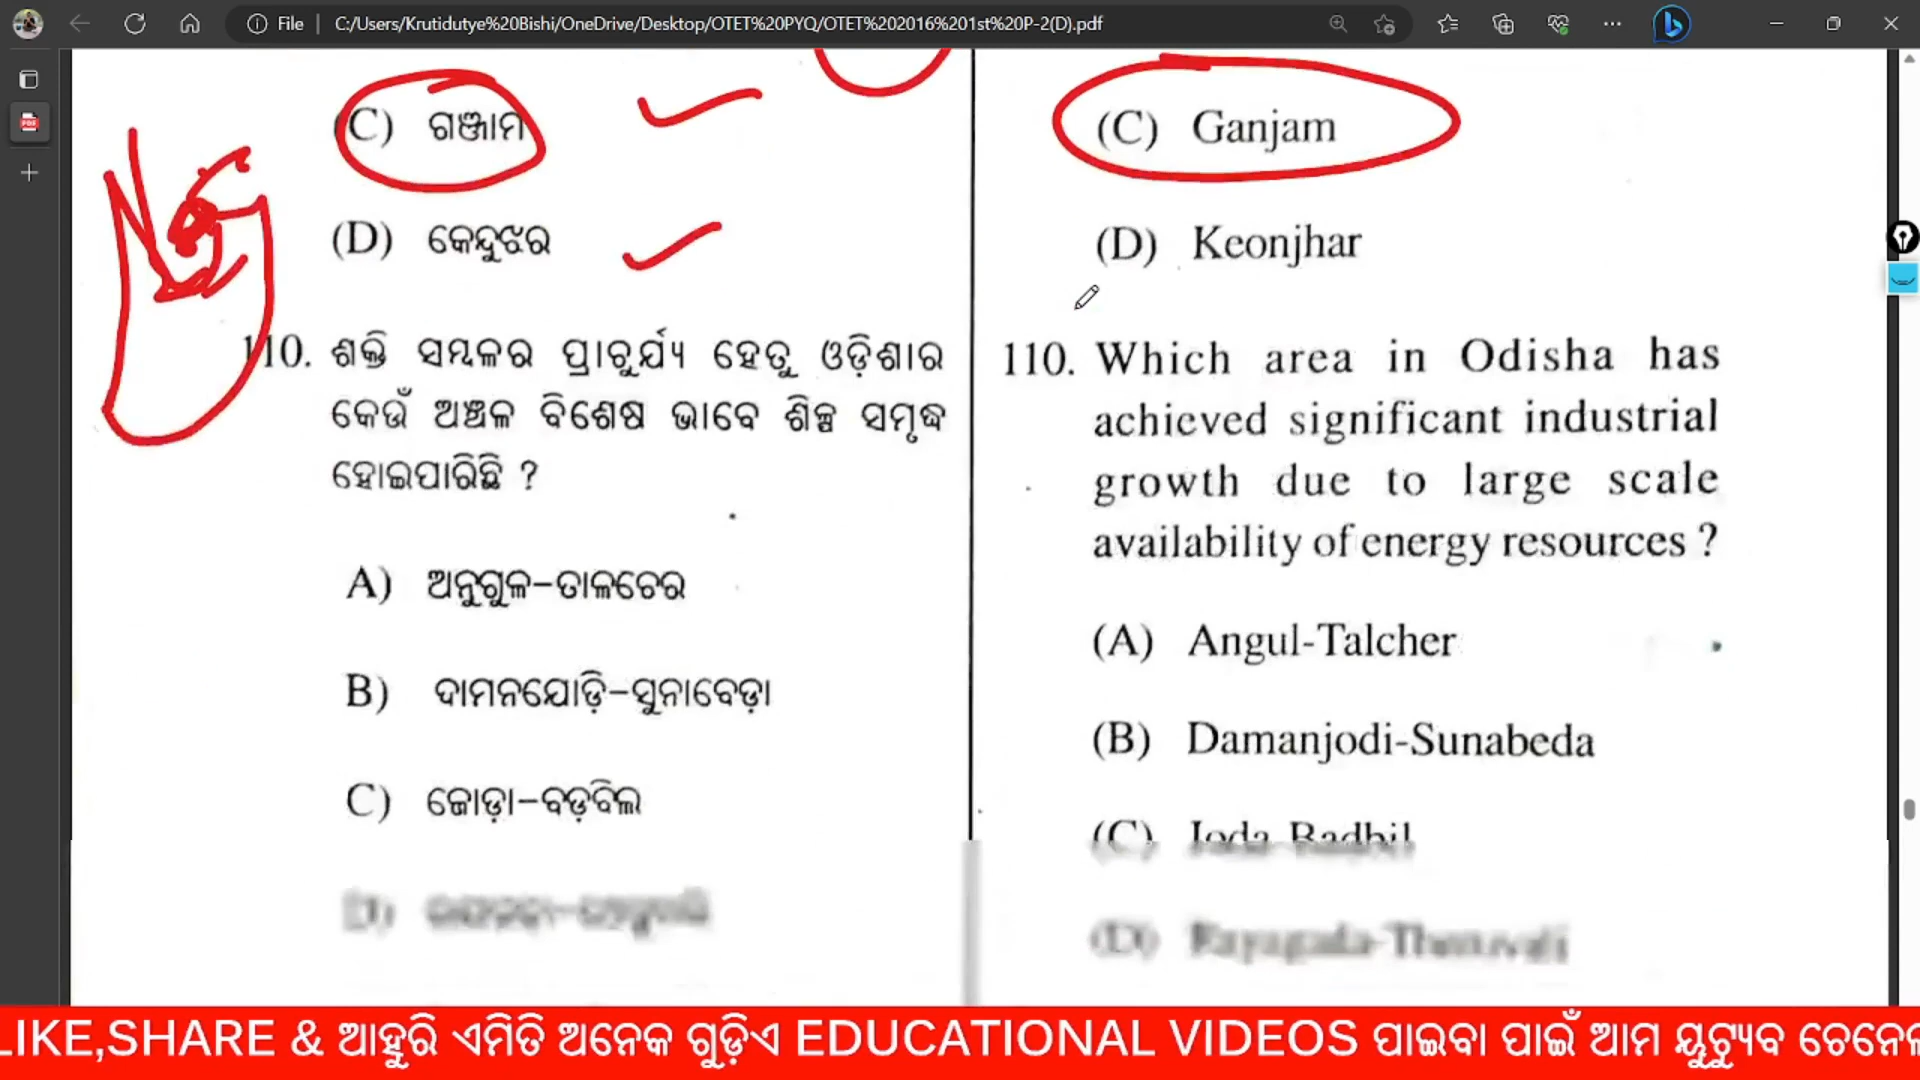 File
C:/Users/Krutidutye%20Bishi/OneDrive/Desktop/OTET%20PYQ/OTET%202016%201st%20P-2(D).pdf
(C) ଗଞ୍ଜାମ
(D) କେନ୍ଦୁଝର
110. ଶକ୍ତି ସମ୍ବଳର ପ୍ରାଚୁର୍ଯ୍ୟ ହେତୁ ଓଡ଼ିଶାର
କେଉଁ ଅଞ୍ଚଳ ବିଶେଷ ଭାବେ ଶିଳ୍ପ ସମୃଦ୍ଧ
ହୋଇପାରିଛି ?
A) ଅନୁଗୁଳ–ତାଳଚେର
B) ଦାମନଯୋଡ଼ି–ସୁନାବେଡ଼ା
C) ଜୋଡ଼ା–ବଡ଼ବିଲ
(C) Ganjam
(D) Keonjhar
110. Which area in Odisha has
achieved significant industrial
growth due to large scale
availability of energy resources ?
(A) Angul-Talcher
(B) Damanjodi-Sunabeda
(C) Joda-Badbil
(D) Rayagada-
LIKE,SHARE & ଆହୁରି ଏମିତି ଅନେକ ଗୁଡ଼ିଏ EDUCATIONAL VIDEOS ପାଇବା ପାଇଁ ଆମ ୟୁଟ୍ୟୁବ ଚେନେଲ